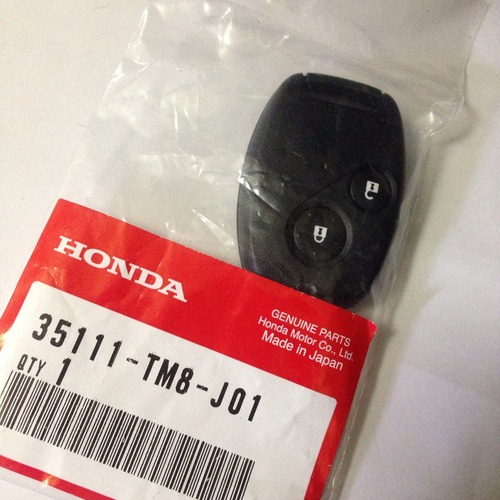 HONDA
GENUINE PARTS
Honda Motor Co., Ltd.
Made in Japan
35111-TM8-J01
QTY 1